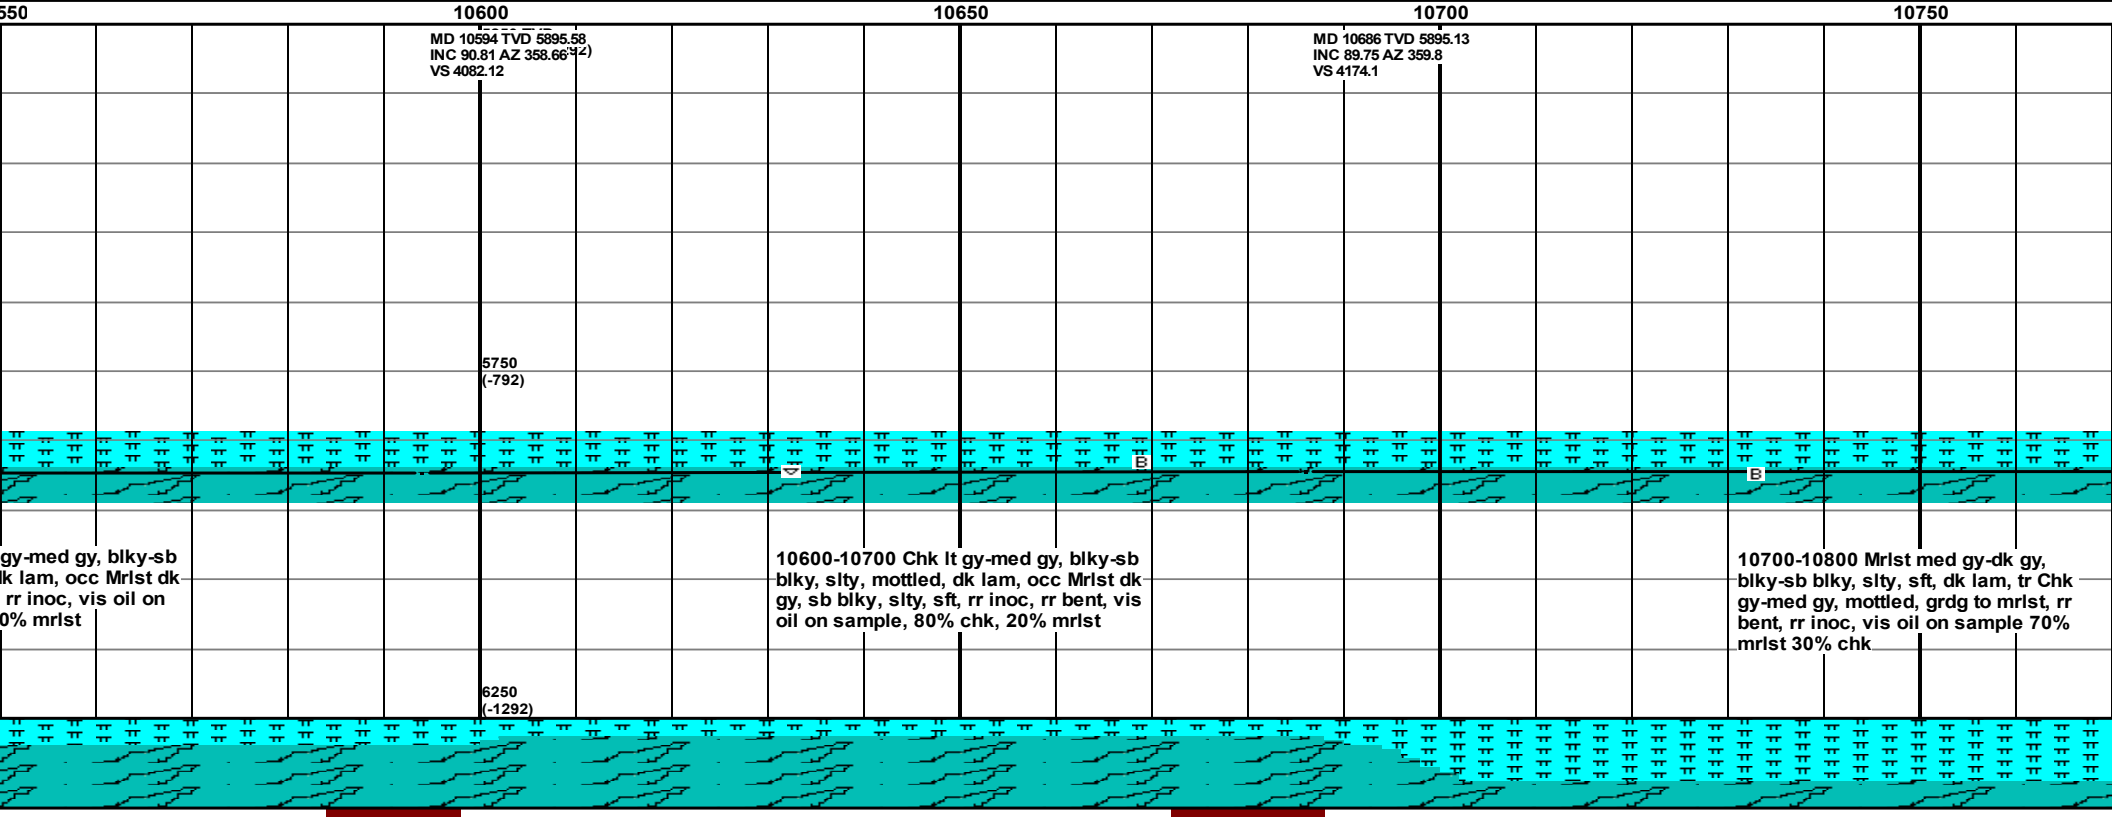 550 10600 10650 10700 10750
MD 10594 TVD 5895.58
INC 90.81 AZ 358.66
VS 4082.12
MD 10686 TVD 5895.13
INC 89.75 AZ 359.8
VS 4174.1
5750
(-792)
B
B
gy-med gy, blky-sb
dk lam, occ Mrlst dk
rr inoc, vis oil on
0% mrlst
10600-10700 Chk lt gy-med gy, blky-sb
blky, slty, mottled, dk lam, occ Mrlst dk
gy, sb blky, slty, sft, rr inoc, rr bent, vis
oil on sample, 80% chk, 20% mrlst
10700-10800 Mrlst med gy-dk gy,
blky-sb blky, slty, sft, dk lam, tr Chk
gy-med gy, mottled, grdg to mrlst, rr
bent, rr inoc, vis oil on sample 70%
mrlst 30% chk
6250
(-1292)